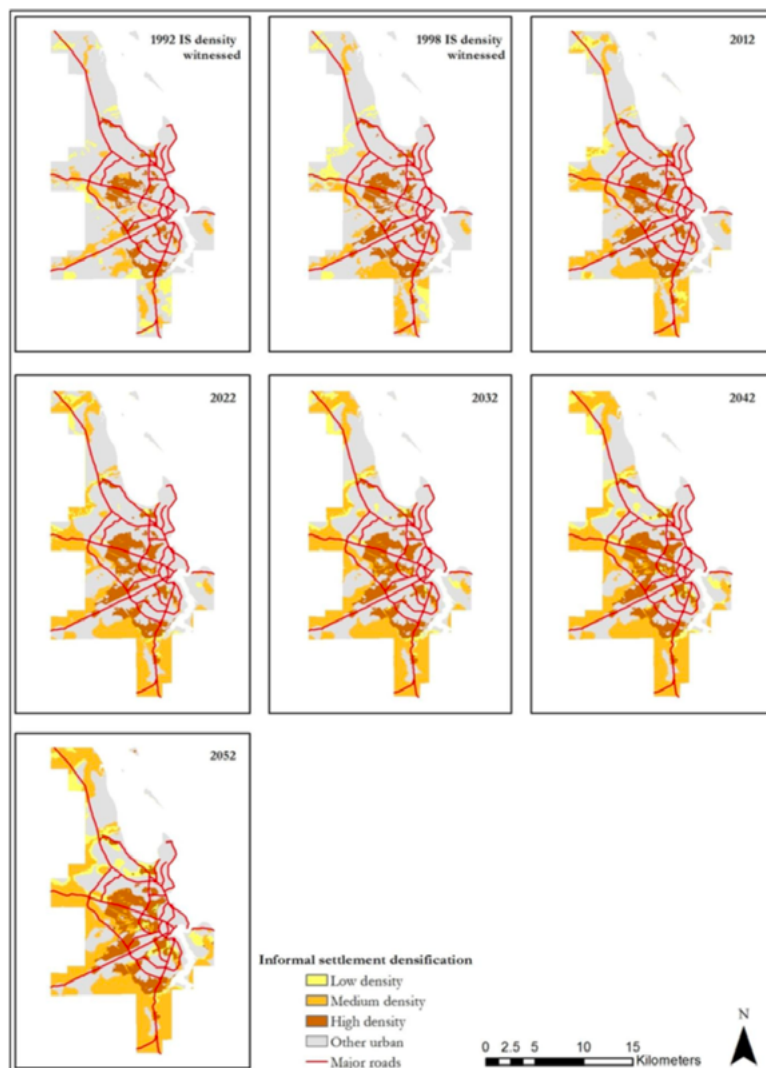 1992 IS density
witnessed
1998 IS density
witnessed
2012
2022
2032
2042
2052
Informal settlement densification
Low density
Medium density
High density
Other urban
Major roads
0 2.5 5 10 15
Kilometers
N